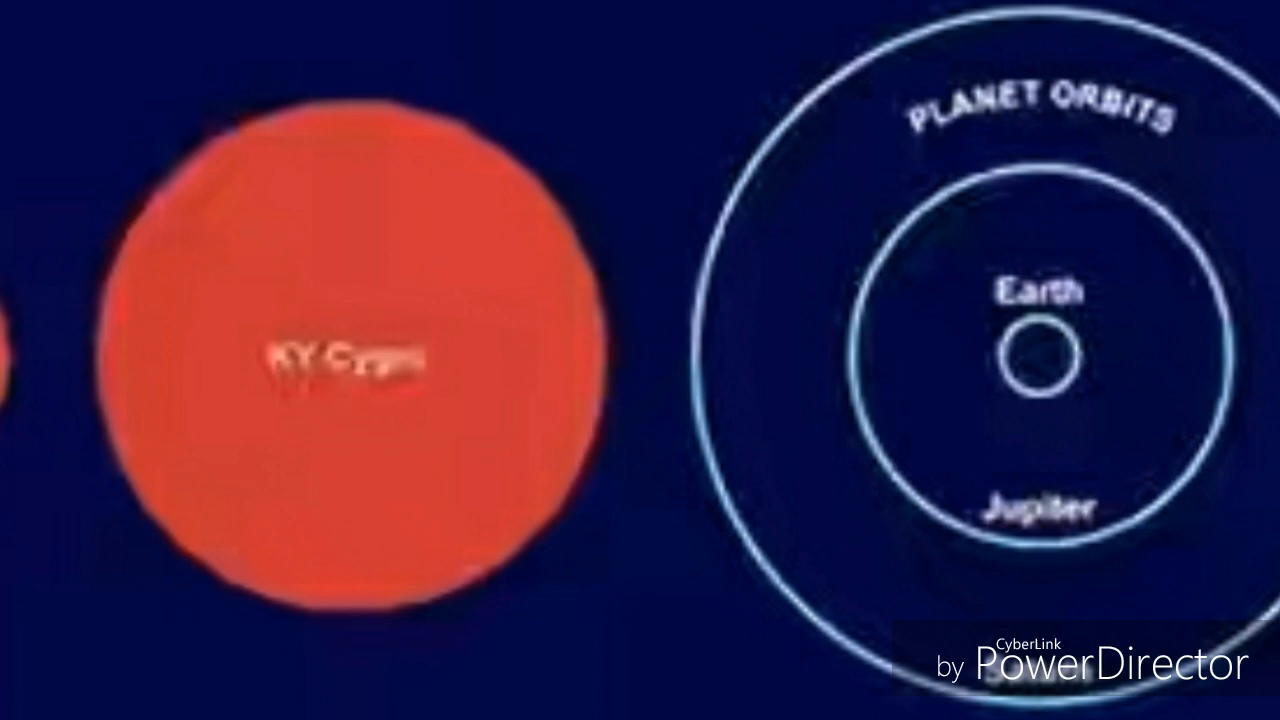 PLANET ORBITS
Earth
KY Cygni
Jupiter
CyberLink
by PowerDirector